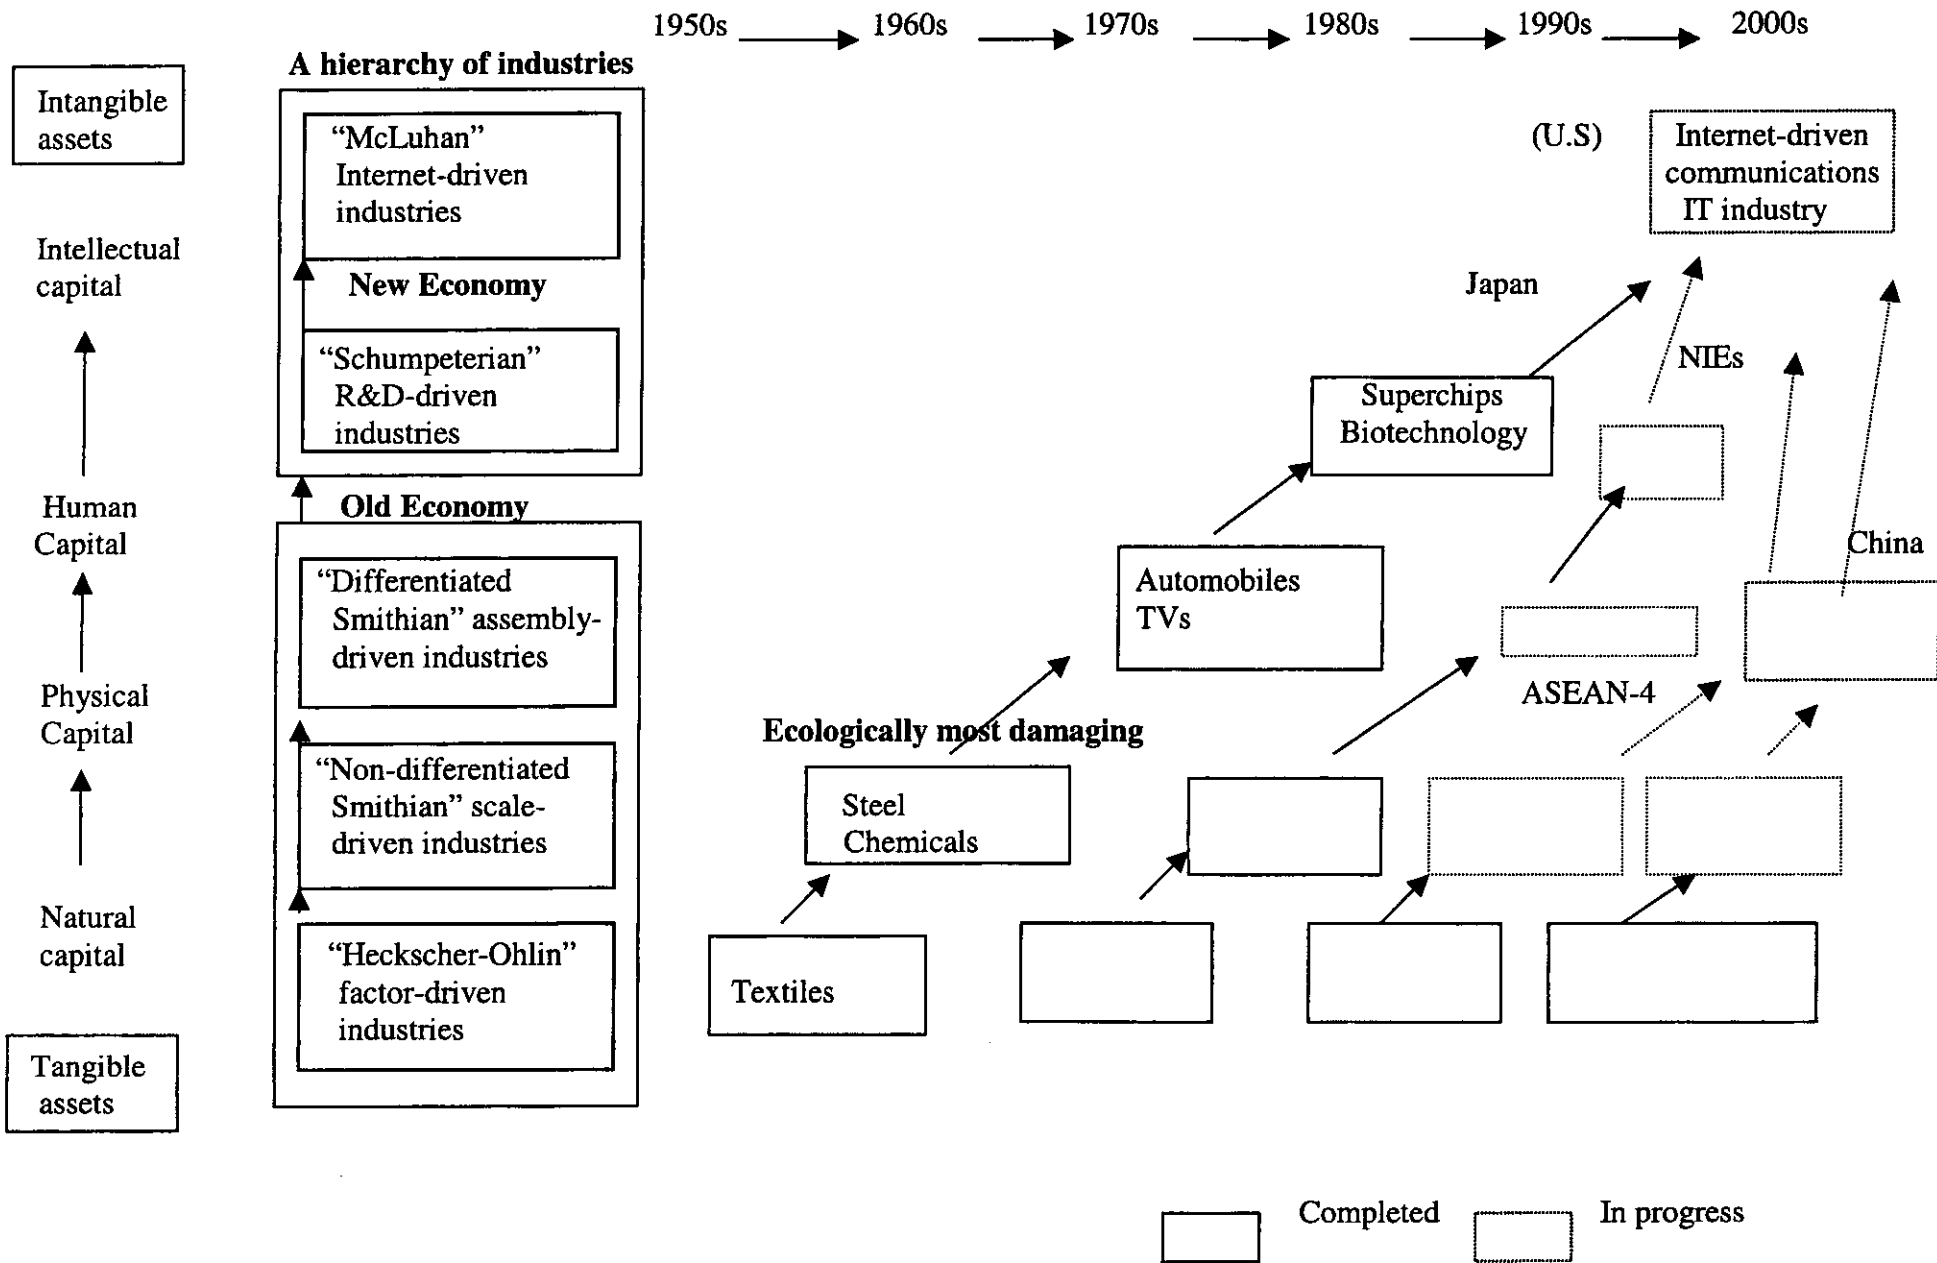 1950s
1960s
1970s
1980s
1990s
2000s
A hierarchy of industries
Intangible
assets
Intellectual
capital
Human
Capital
Physical
Capital
Natural
capital
Tangible
assets
“McLuhan”
Internet-driven
industries
New Economy
“Schumpeterian”
R&D-driven
industries
Old Economy
“Differentiated
Smithian” assembly-
driven industries
“Non-differentiated
Smithian” scale-
driven industries
“Heckscher-Ohlin”
factor-driven
industries
(U.S)
Internet-driven
communications
IT industry
Japan
NIEs
Superchips
Biotechnology
China
Automobiles
TVs
ASEAN-4
Ecologically most damaging
Steel
Chemicals
Textiles
Completed
In progress